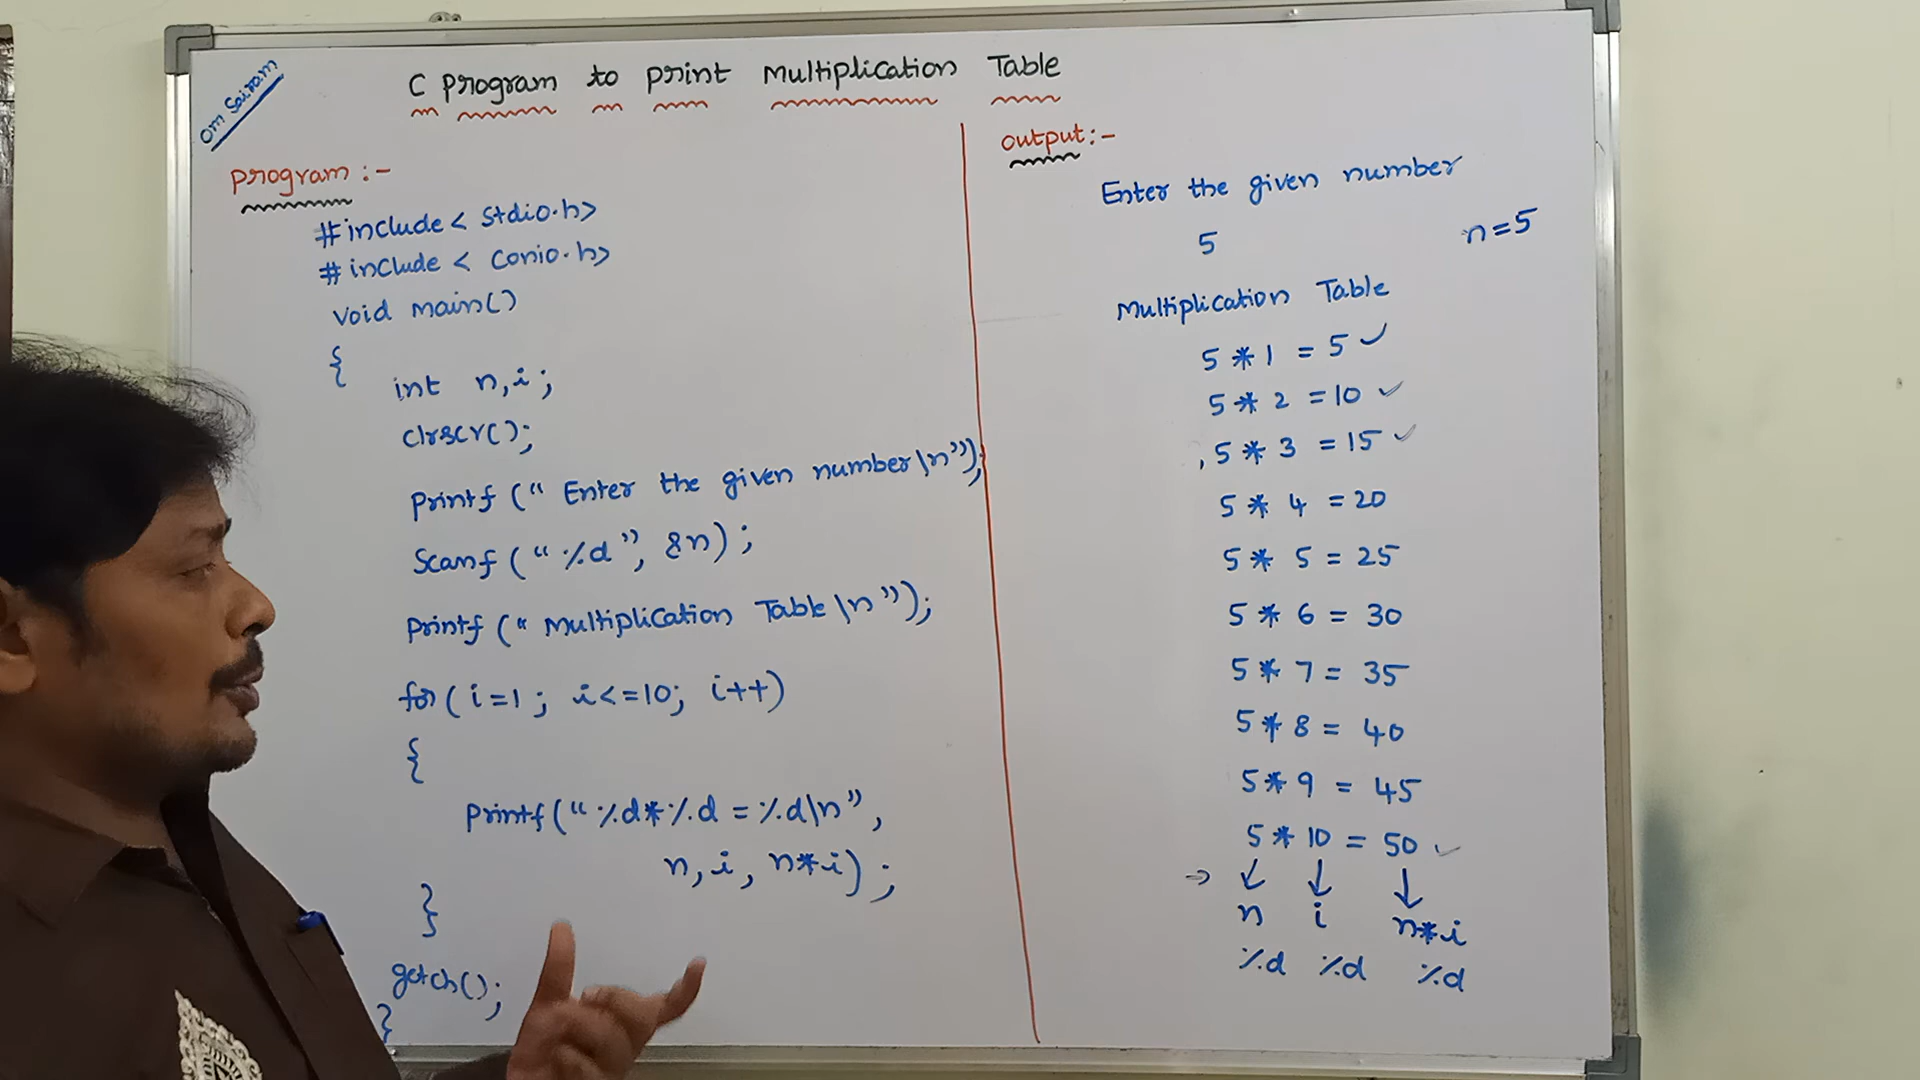 Om Sairam
C Program to print Multiplication Table
Program :-
#include < stdio.h>
#include < conio.h>
void main()
{
int n,i ;
clrscr();
Printf (“ Enter the given number\n”);
Scanf (“ %d”, &n) ;
Printf (“ Multiplication Table\n”);
for( i=1 ; i<=10; i++)
{
Printf(“ %d*%d = %d\n”,
n,i , n*i) ;
}
getch();
}
output:-
Enter the given number
5
n=5
Multiplication Table
5 * 1 = 5 ✓
5 * 2 = 10 ✓
5 * 3 = 15 ✓
5 * 4 = 20
5 * 5 = 25
5 * 6 = 30
5 * 7 = 35
5 * 8 = 40
5 * 9 = 45
5 * 10 = 50 ✓
→ ↓ ↓ ↓
n i n*i
%d %d %d